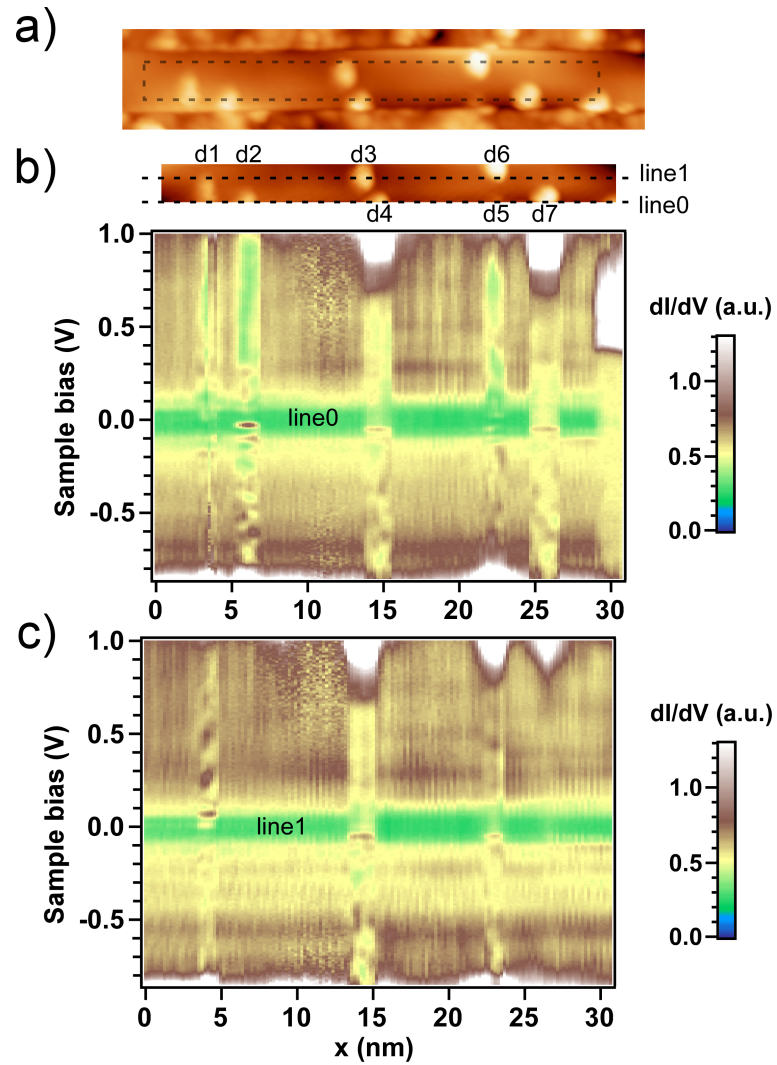 a)
b)
d1 d2 d3 d6
line1
d4 d5 d7
line0
dI/dV (a.u.)
1.0
0.5
0.0
-0.5
Sample bias (V)
line0
1.0
0.5
0.0
0 5 10 15 20 25 30
c)
dI/dV (a.u.)
1.0
0.5
0.0
-0.5
Sample bias (V)
line1
1.0
0.5
0.0
0 5 10 15 20 25 30
x (nm)